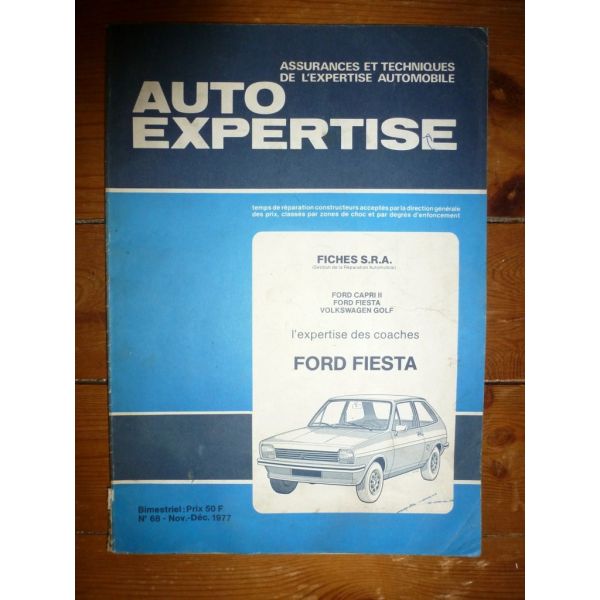 ASSURANCES ET TECHNIQUES
DE L'EXPERTISE AUTOMOBILE
AUTO
EXPERTISE
temps de réparation constructeurs acceptés par la direction générale
des prix, classés par zones de choc et par degrés d'enfoncement
FICHES S.R.A.
(Section de la Réparation Automobile)
FORD CAPRI II
FORD FIESTA
VOLKSWAGEN GOLF
l'expertise des coaches
FORD FIESTA
Bimestriel : Prix 50 F
N° 68 - Nov.-Déc. 1977